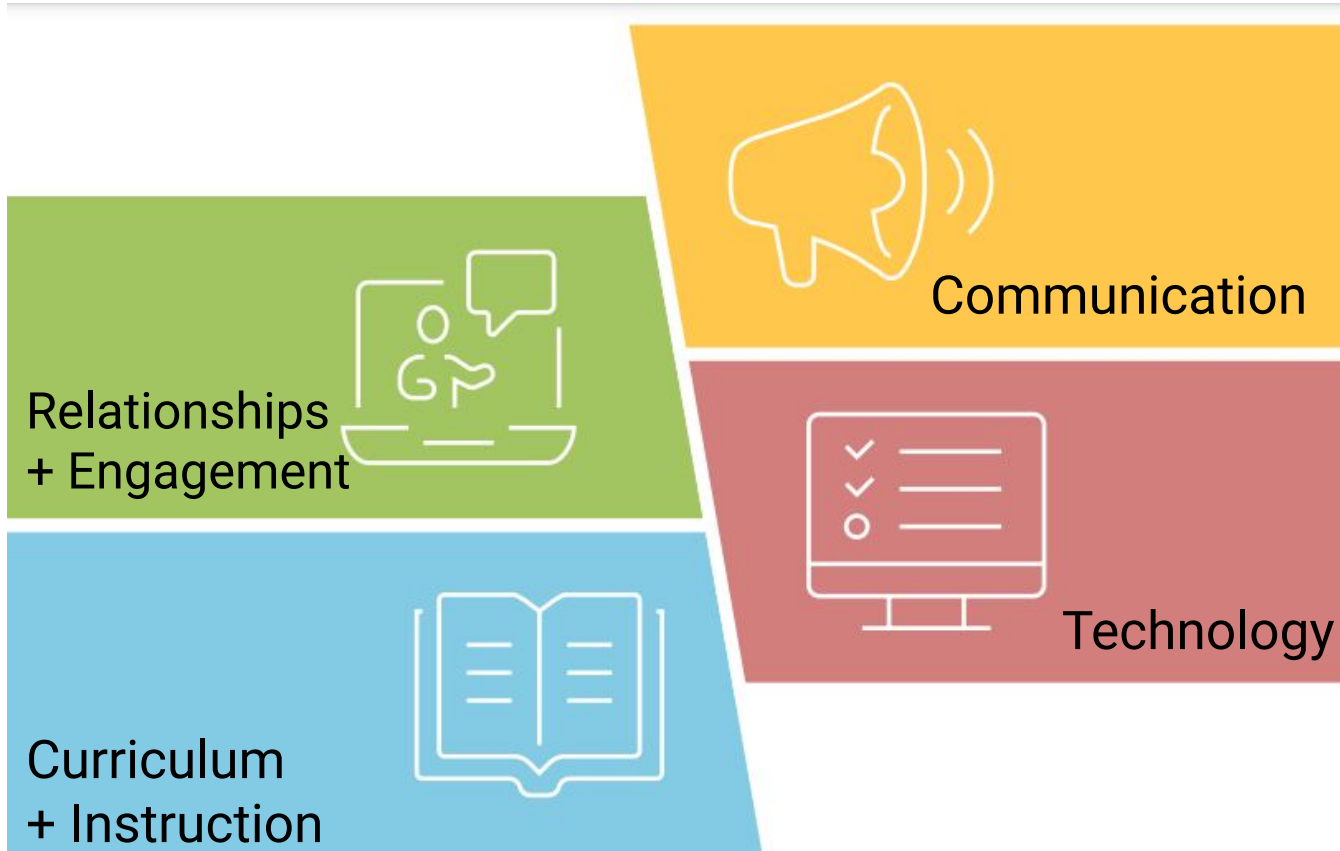 Communication
Relationships
+ Engagement
Technology
Curriculum
+ Instruction